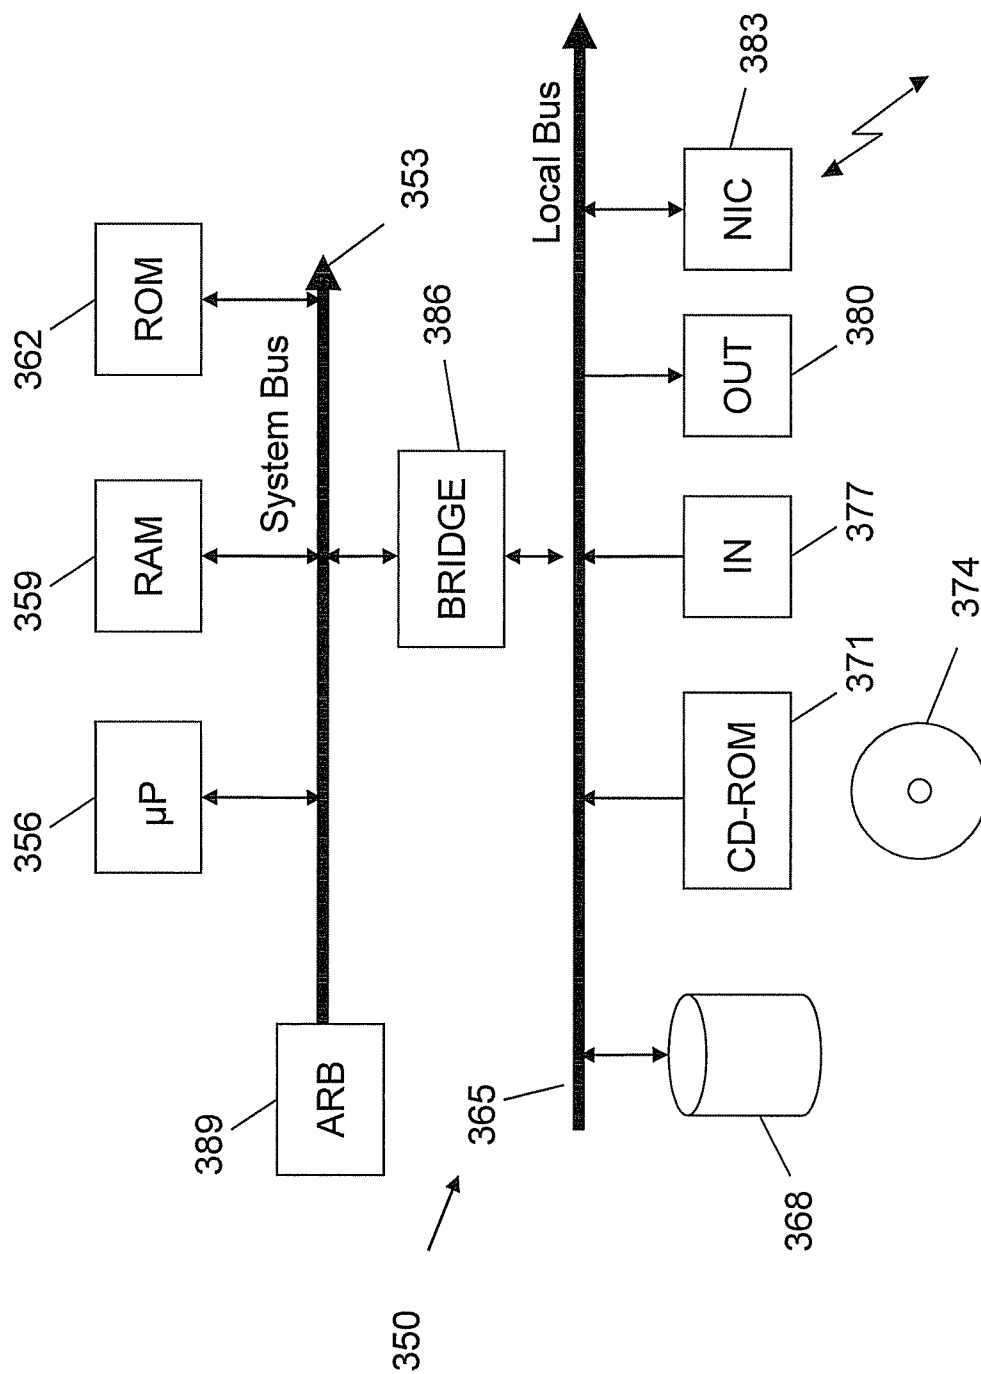 350
389
ARB
356
µP
359
RAM
362
ROM
System Bus
353
BRIDGE
386
365
Local Bus
368
CD-ROM
371
374
IN
377
OUT
380
NIC
383